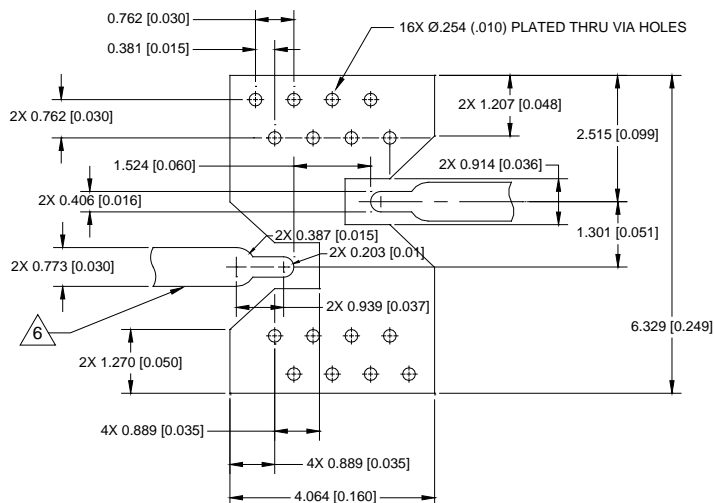 0.762 [0.030]
0.381 [0.015]
16X Ø.254 (.010) PLATED THRU VIA HOLES
2X 0.762 [0.030]
2X 1.207 [0.048]
2.515 [0.099]
1.524 [0.060]
2X 0.914 [0.036]
2X 0.406 [0.016]
2X 0.387 [0.015]
1.301 [0.051]
2X 0.203 [0.01]
2X 0.773 [0.030]
2X 0.939 [0.037]
6.329 [0.249]
6
2X 1.270 [0.050]
4X 0.889 [0.035]
4X 0.889 [0.035]
4.064 [0.160]